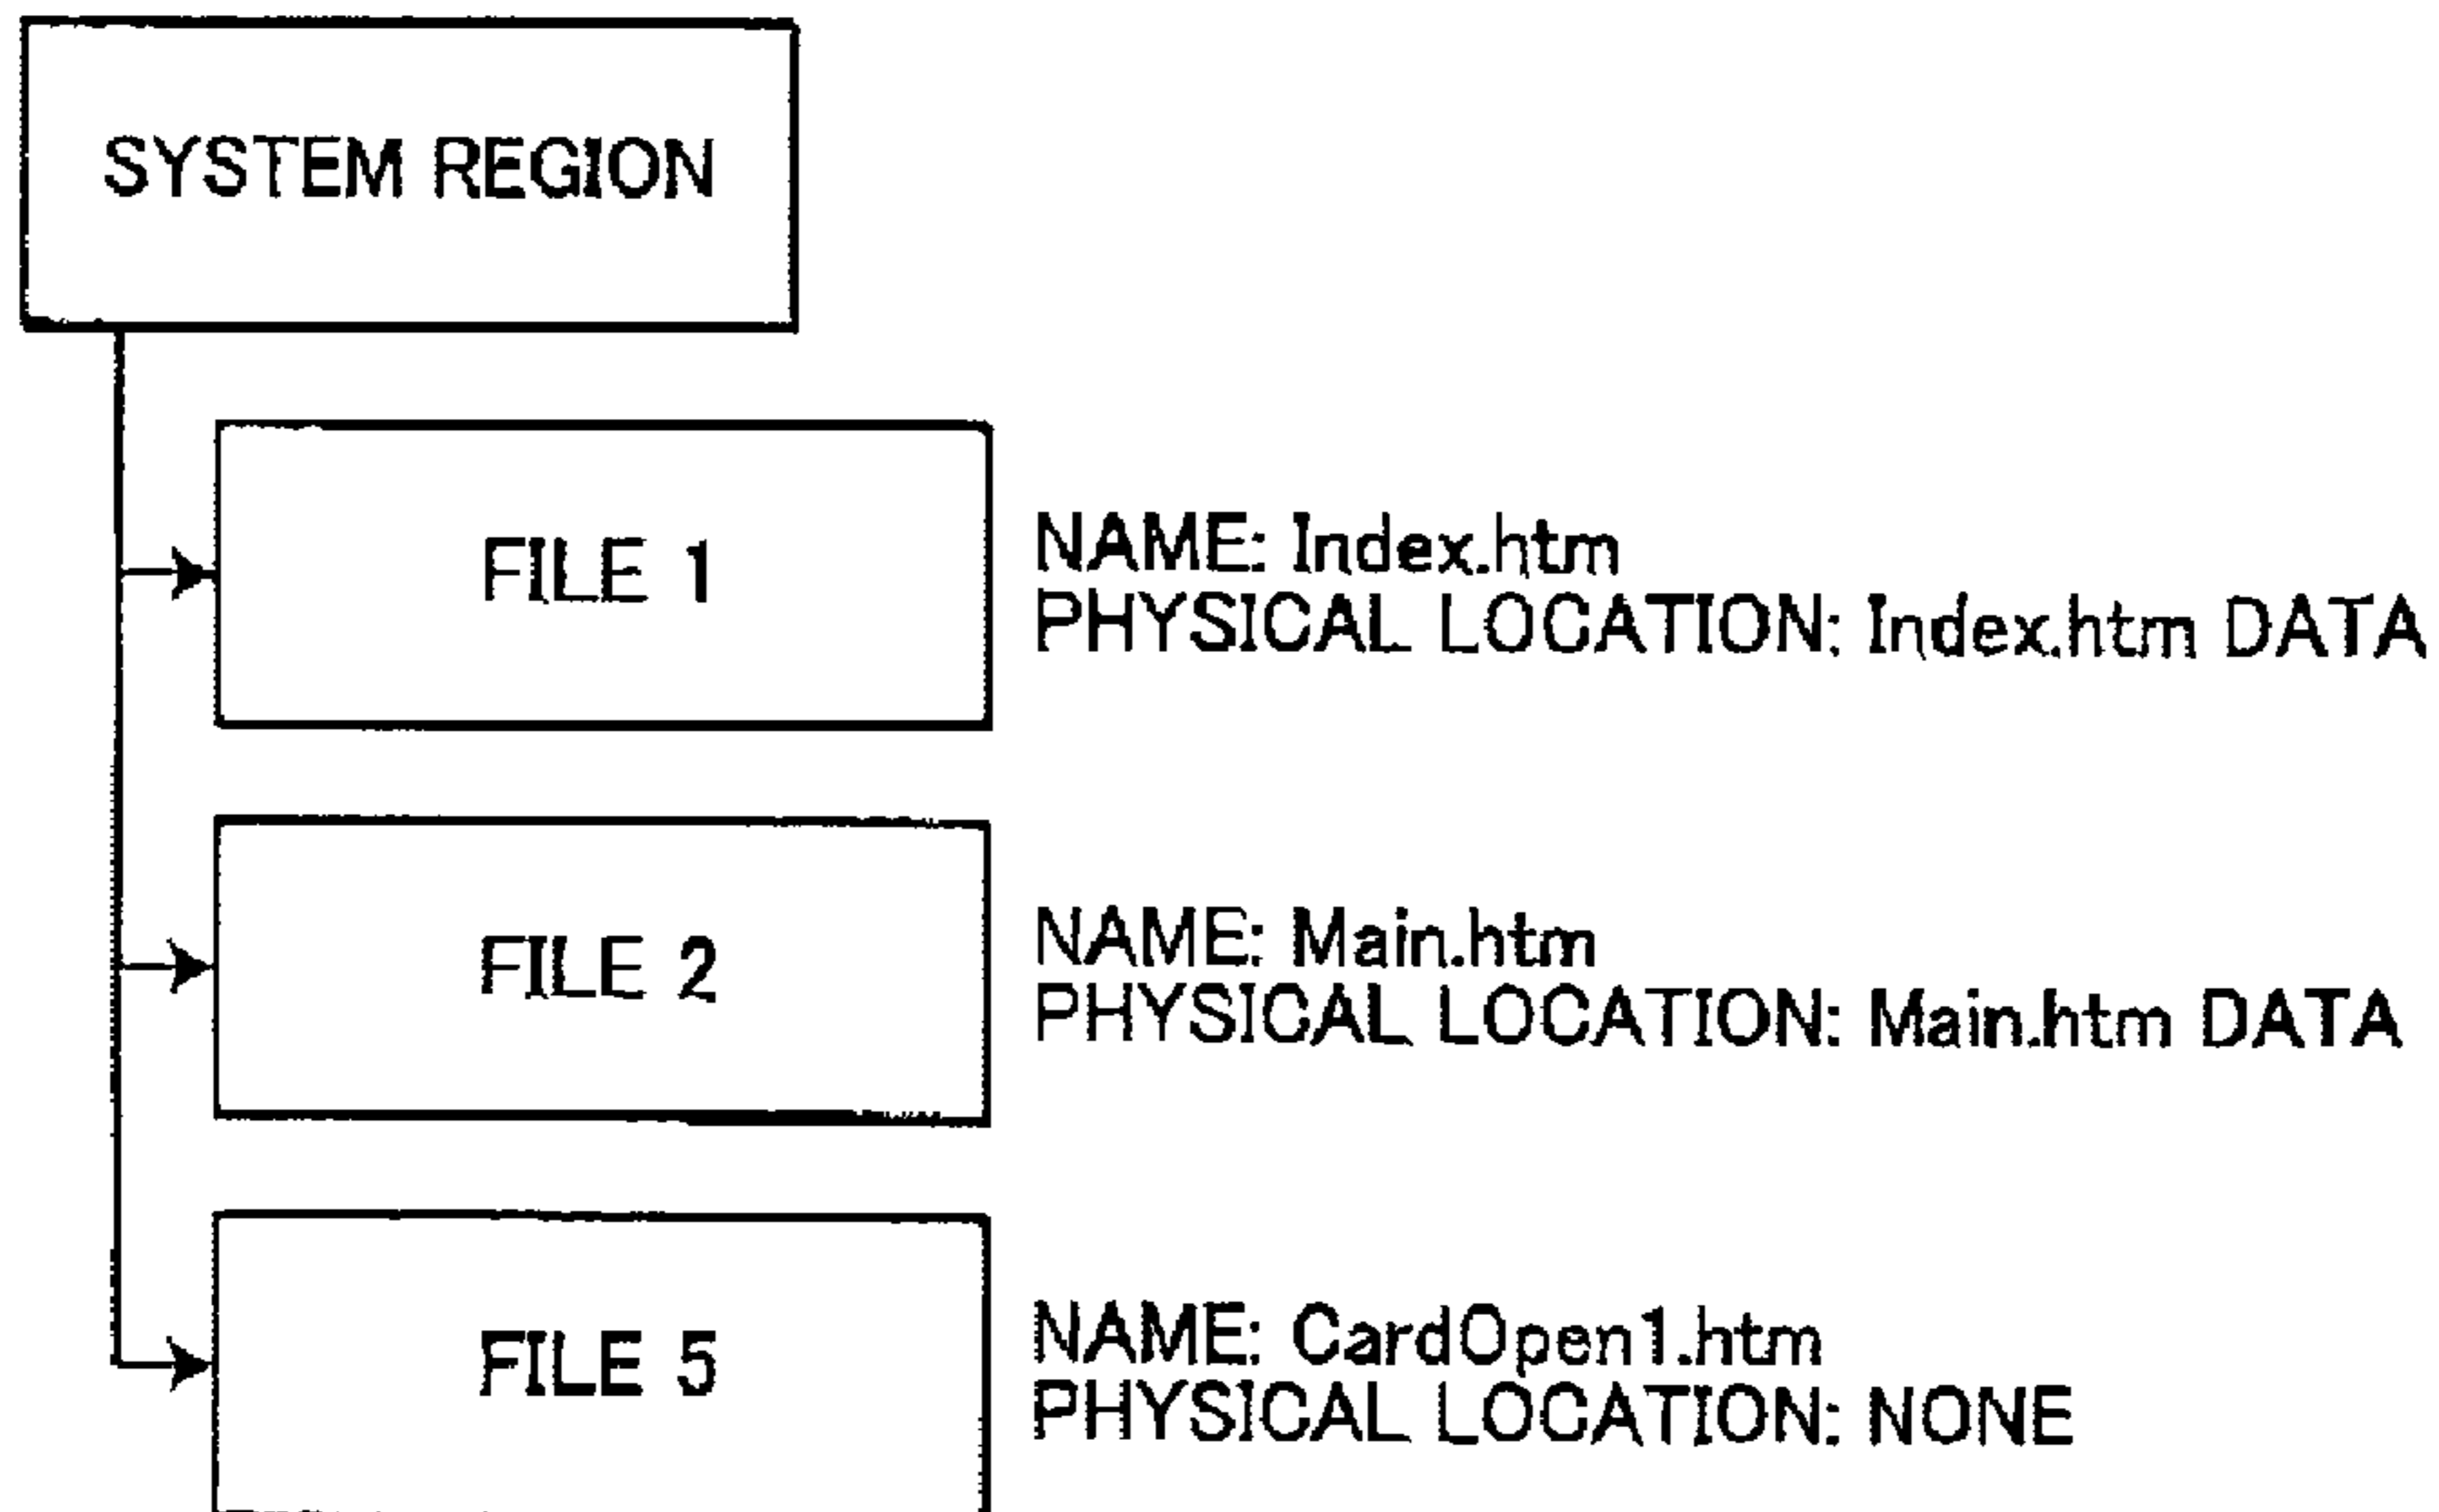 SYSTEM REGION
FILE 1
NAME: Index.htm
PHYSICAL LOCATION: Index.htm DATA
FILE 2
NAME: Main.htm
PHYSICAL LOCATION: Main.htm DATA
FILE 5
NAME: CardOpen1.htm
PHYSICAL LOCATION: NONE